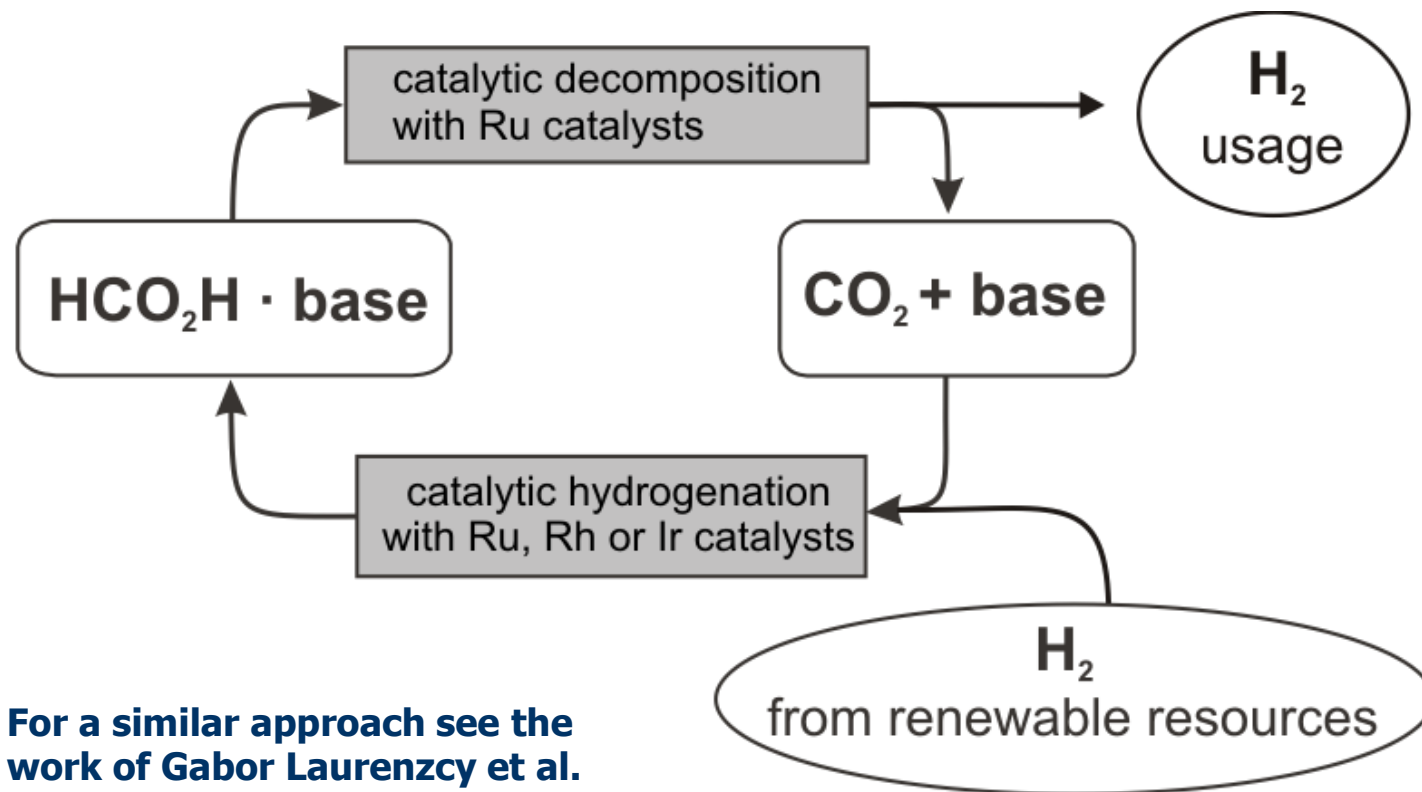 catalytic decomposition
with Ru catalysts
H₂
usage
HCO₂H · base
CO₂ + base
catalytic hydrogenation
with Ru, Rh or Ir catalysts
H₂
from renewable resources
For a similar approach see the
work of Gabor Laurenzcy et al.